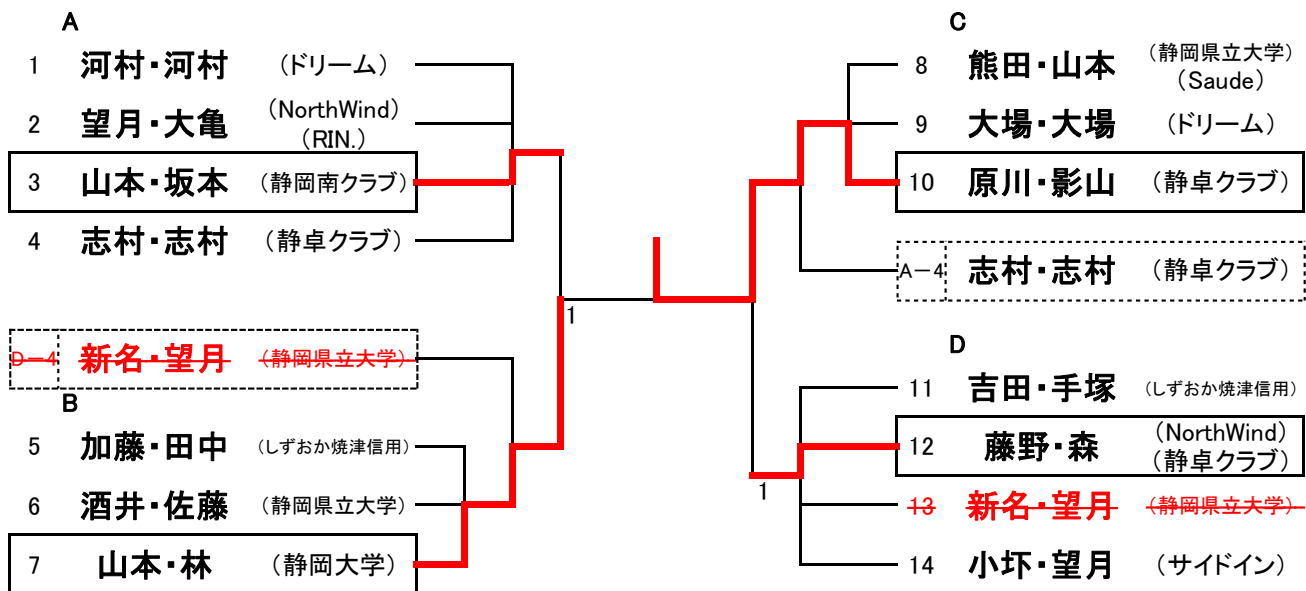 A
1 河村・河村 (ドリーム)
2 望月・大亀 (NorthWind)
(RIN.)
3 山本・坂本 (静岡南クラブ)
4 志村・志村 (静卓クラブ)
D-4 新名・望月 (静岡県立大学)
B
5 加藤・田中 (しずおか焼津信用)
6 酒井・佐藤 (静岡県立大学)
7 山本・林 (静岡大学)
1
C
8 熊田・山本 (静岡県立大学)
(Saude)
9 大場・大場 (ドリーム)
10 原川・影山 (静卓クラブ)
A-4 志村・志村 (静卓クラブ)
D
11 吉田・手塚 (しずおか焼津信用)
12 藤野・森 (NorthWind)
(静卓クラブ)
13 新名・望月 (静岡県立大学)
14 小圷・望月 (サイドイン)
1